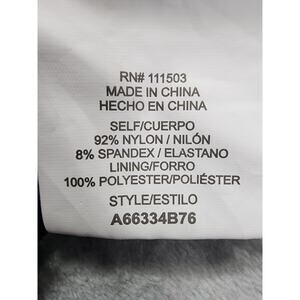 RN# 111503
MADE IN CHINA
HECHO EN CHINA
SELF/CUERPO
92% NYLON / NILÓN
8% SPANDEX / ELASTANO
LINING/FORRO
100% POLYESTER/POLIÉSTER
STYLE/ESTILO
A66334B76